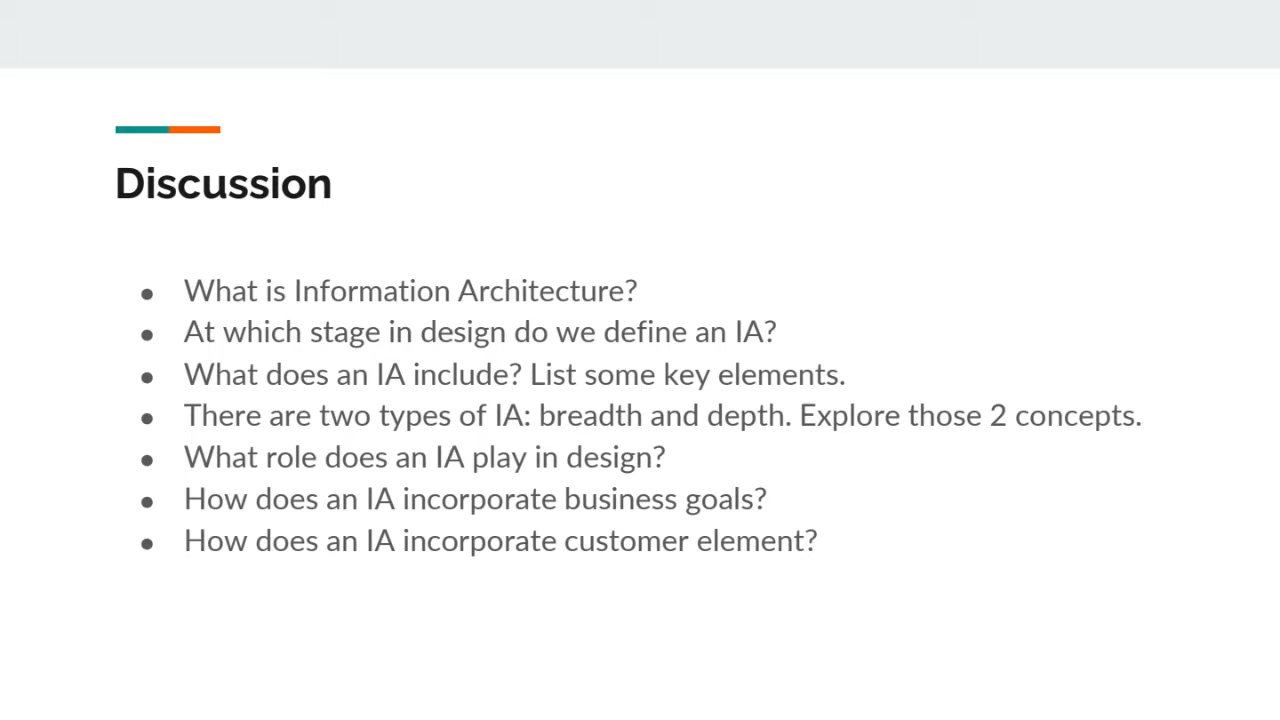 Discussion
● What is Information Architecture?
● At which stage in design do we define an IA?
● What does an IA include? List some key elements.
● There are two types of IA: breadth and depth. Explore those 2 concepts.
● What role does an IA play in design?
● How does an IA incorporate business goals?
● How does an IA incorporate customer element?